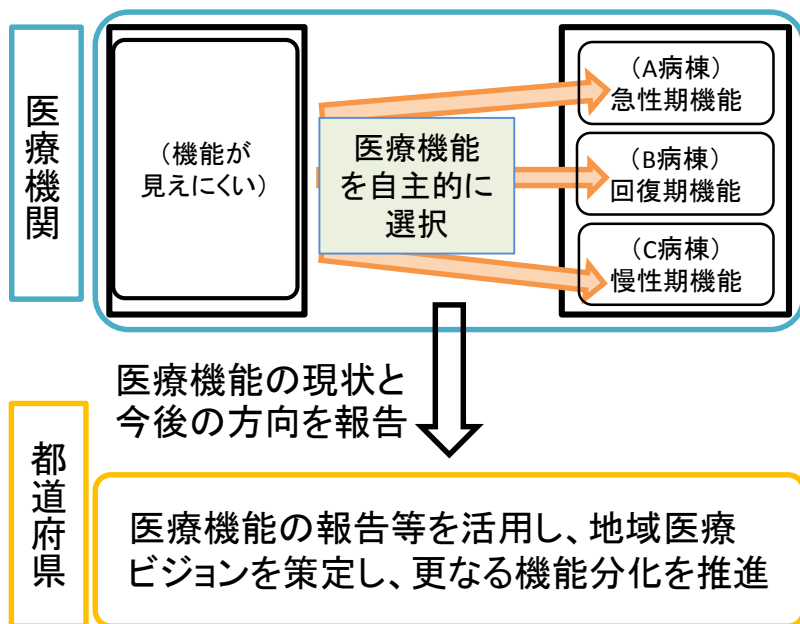 医療機関
（機能が
見えにくい）
医療機能
を自主的に
選択
（A病棟）
急性期機能
（B病棟）
回復期機能
（C病棟）
慢性期機能
医療機能の現状と
今後の方向を報告
都道府県
医療機能の報告等を活用し、地域医療
ビジョンを策定し、更なる機能分化を推進